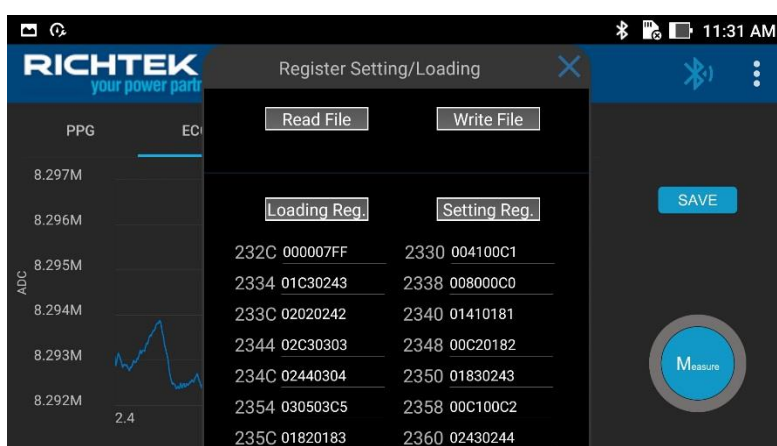 11:31 AM
RICHTEK
your power partr
Register Setting/Loading
PPG
Read File
Write File
8.297M
8.296M
8.295M
8.294M
8.293M
8.292M
ADC
2.4
Loading Reg.
Setting Reg.
232C 000007FF 2330 004100C1
2334 01C30243 2338 008000C0
233C 02020242 2340 01410181
2344 02C30303 2348 00C20182
234C 02440304 2350 01830243
2354 030503C5 2358 00C100C2
235C 01820183 2360 02430244
SAVE
Measure